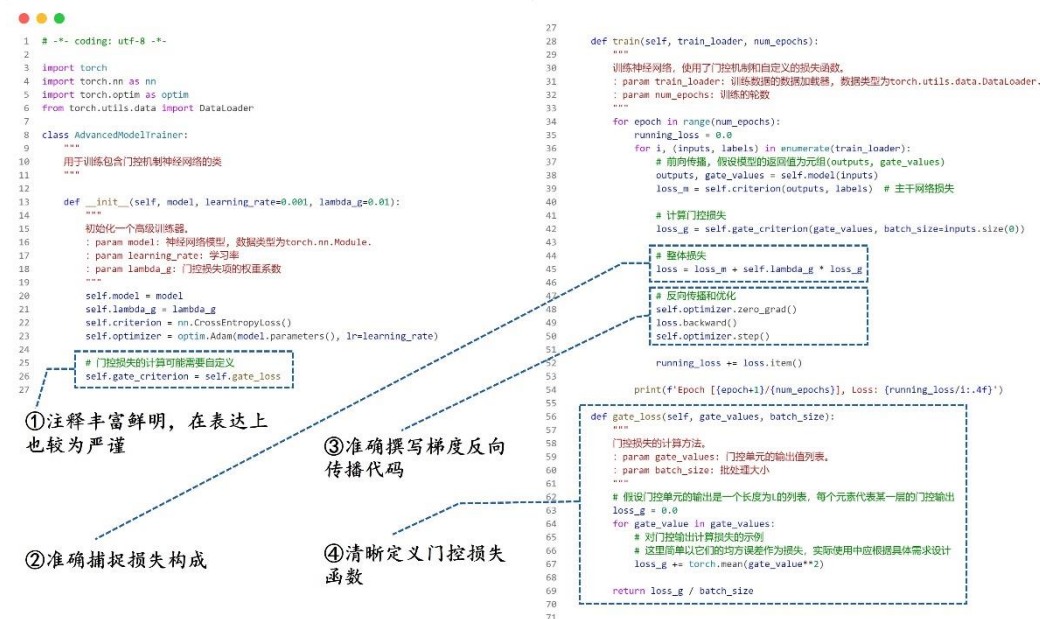 1 # -*- coding: utf-8 -*-
2
3 import torch
4 import torch.nn as nn
5 import torch.optim as optim
6 from torch.utils.data import DataLoader
7
8 class AdvancedModelTrainer:
9 """
10 用于训练包含门控机制神经网络的类
11 """
12
13 def __init__(self, model, learning_rate=0.001, lambda_g=0.01):
14 """
15 初始化一个高级训练器。
16 : param model: 神经网络模型, 数据类型为torch.nn.Module.
17 : param learning_rate: 学习率
18 : param lambda_g: 门控损失项的权重系数
19 """
20 self.model = model
21 self.lambda_g = lambda_g
22 self.criterion = nn.CrossEntropyLoss()
23 self.optimizer = optim.Adam(model.parameters(), lr=learning_rate)
24
25 # 门控损失的计算可能需要自定义
26 self.gate_criterion = self.gate_loss
27
①注释丰富鲜明, 在表达上
也较为严谨
②准确捕捉损失构成
27
28 def train(self, train_loader, num_epochs):
29 """
30 训练神经网络, 使用了门控机制和自定义的损失函数。
31 : param train_loader: 训练数据的数据加载器, 数据类型为torch.utils.data.DataLoader.
32 : param num_epochs: 训练的轮数
33 """
34 for epoch in range(num_epochs):
35 running_loss = 0.0
36 for i, (inputs, labels) in enumerate(train_loader):
37 # 前向传播, 假设模型的返回值为元组(outputs, gate_values)
38 outputs, gate_values = self.model(inputs)
39 loss_m = self.criterion(outputs, labels) # 主干网络损失
40
41 # 计算门控损失
42 loss_g = self.gate_criterion(gate_values, batch_size=inputs.size(0))
43
44 # 整体损失
45 loss = loss_m + self.lambda_g * loss_g
46
47 # 反向传播和优化
48 self.optimizer.zero_grad()
49 loss.backward()
50 self.optimizer.step()
51
52 running_loss += loss.item()
53
54 print(f'Epoch [{epoch+1}/{num_epochs}], Loss: {running_loss/i:.4f}')
55
56 def gate_loss(self, gate_values, batch_size):
57 """
58 门控损失的计算方法。
59 : param gate_values: 门控单元的输出值列表。
60 : param batch_size: 批处理大小
61 """
62 # 假设门控单元的输出是一个长度为L的列表, 每个元素代表某一层的门控输出
63 loss_g = 0.0
64 for gate_value in gate_values:
65 # 对门控输出计算损失的示例
66 # 这里简单以它们的均方误差作为损失, 实际使用中应根据具体需求设计
67 loss_g += torch.mean(gate_value**2)
68
69 return loss_g / batch_size
70
71
③准确撰写梯度反向
传播代码
④清晰定义门控损失
函数